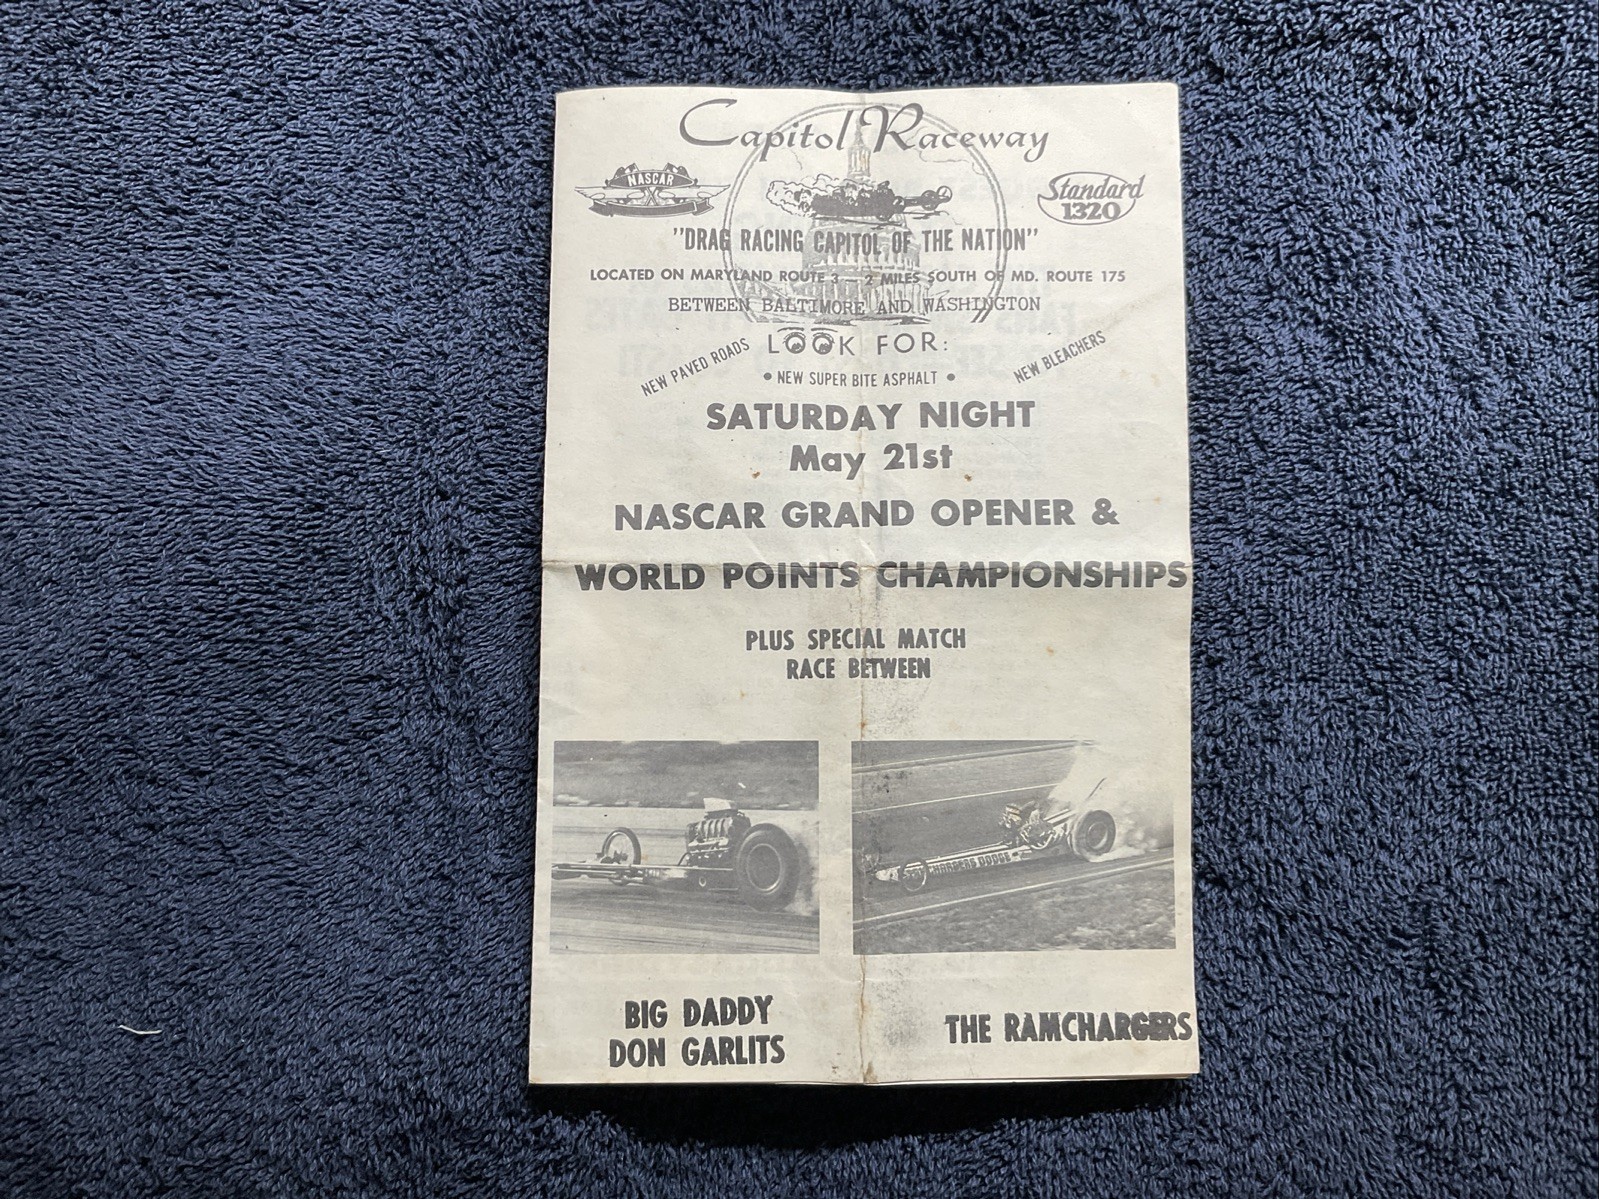 Capitol Raceway
NASCAR
Standard
1320
"DRAG RACING CAPITOL OF THE NATION"
LOCATED ON MARYLAND ROUTE 3 — 2 MILES SOUTH OF MD. ROUTE 175
BETWEEN BALTIMORE AND WASHINGTON
NEW PAVED ROADS
LOOK FOR:
NEW BLEACHERS
• NEW SUPER BITE ASPHALT •
SATURDAY NIGHT
May 21st
NASCAR GRAND OPENER &
WORLD POINTS CHAMPIONSHIPS
PLUS SPECIAL MATCH
RACE BETWEEN
DODGE
BIG DADDY
DON GARLITS
THE RAMCHARGERS